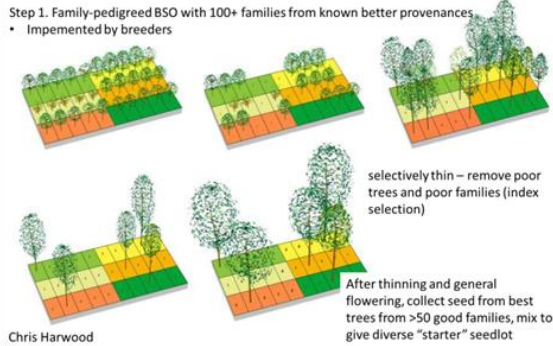 Step 1. Family-pedigreed BSO with 100+ families from known better provenances
• Impemented by breeders
selectively thin – remove poor
trees and poor families (index
selection)
After thinning and general
flowering, collect seed from best
trees from >50 good families, mix to
give diverse "starter" seedlot
Chris Harwood